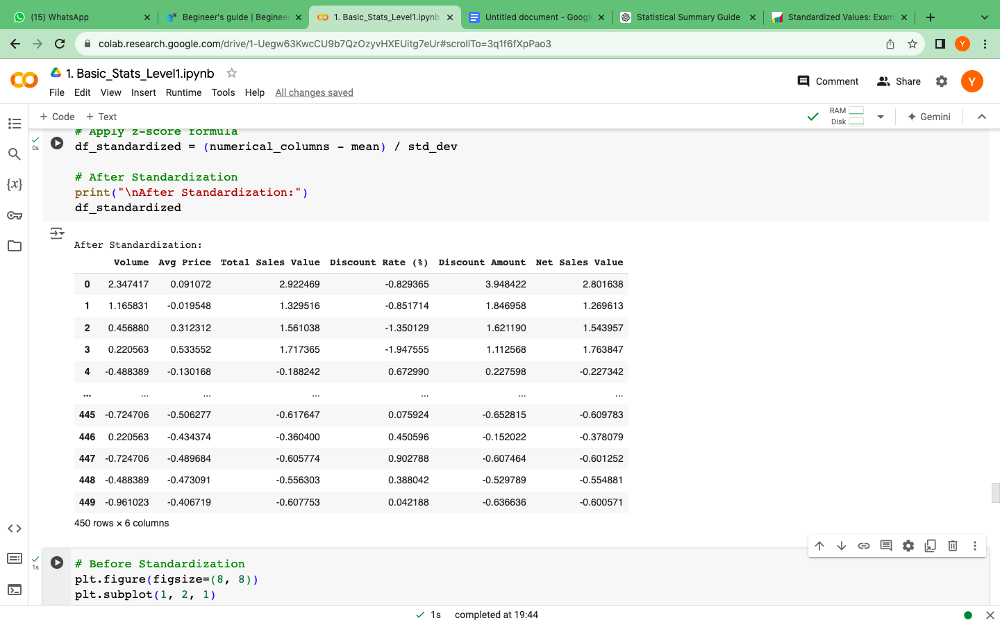 (15) WhatsApp
Begineer's guide | Beginee
1. Basic_Stats_Level1.ipynb
Untitled document - Google
Statistical Summary Guide
Standardized Values: Exam
colab.research.google.com/drive/1-Uegw63KwcCU9b7QzOzyvHXEUitg7eUr#scrollTo=3q1f6fXpPao3
Y
1. Basic_Stats_Level1.ipynb
File Edit View Insert Runtime Tools Help All changes saved
Comment
Share
Y
+ Code + Text
RAM
Disk
Gemini
# Apply z-score formula
0s
df_standardized = (numerical_columns - mean) / std_dev
# After Standardization
print("\nAfter Standardization:")
df_standardized
{x}
After Standardization:
Volume Avg Price Total Sales Value Discount Rate (%) Discount Amount Net Sales Value
0 2.347417 0.091072 2.922469 -0.829365 3.948422 2.801638
1 1.165831 -0.019548 1.329516 -0.851714 1.846958 1.269613
2 0.456880 0.312312 1.561038 -1.350129 1.621190 1.543957
3 0.220563 0.533552 1.717365 -1.947555 1.112568 1.763847
4 -0.488389 -0.130168 -0.188242 0.672990 0.227598 -0.227342
... ... ... ... ... ... ...
445 -0.724706 -0.506277 -0.617647 0.075924 -0.652815 -0.609783
446 0.220563 -0.434374 -0.360400 0.450596 -0.152022 -0.378079
447 -0.724706 -0.489684 -0.605774 0.902788 -0.607464 -0.601252
448 -0.488389 -0.473091 -0.556303 0.388042 -0.529789 -0.554881
449 -0.961023 -0.406719 -0.607753 0.042188 -0.636636 -0.600571
450 rows × 6 columns
1s
# Before Standardization
plt.figure(figsize=(8, 8))
plt.subplot(1, 2, 1)
1s completed at 19:44